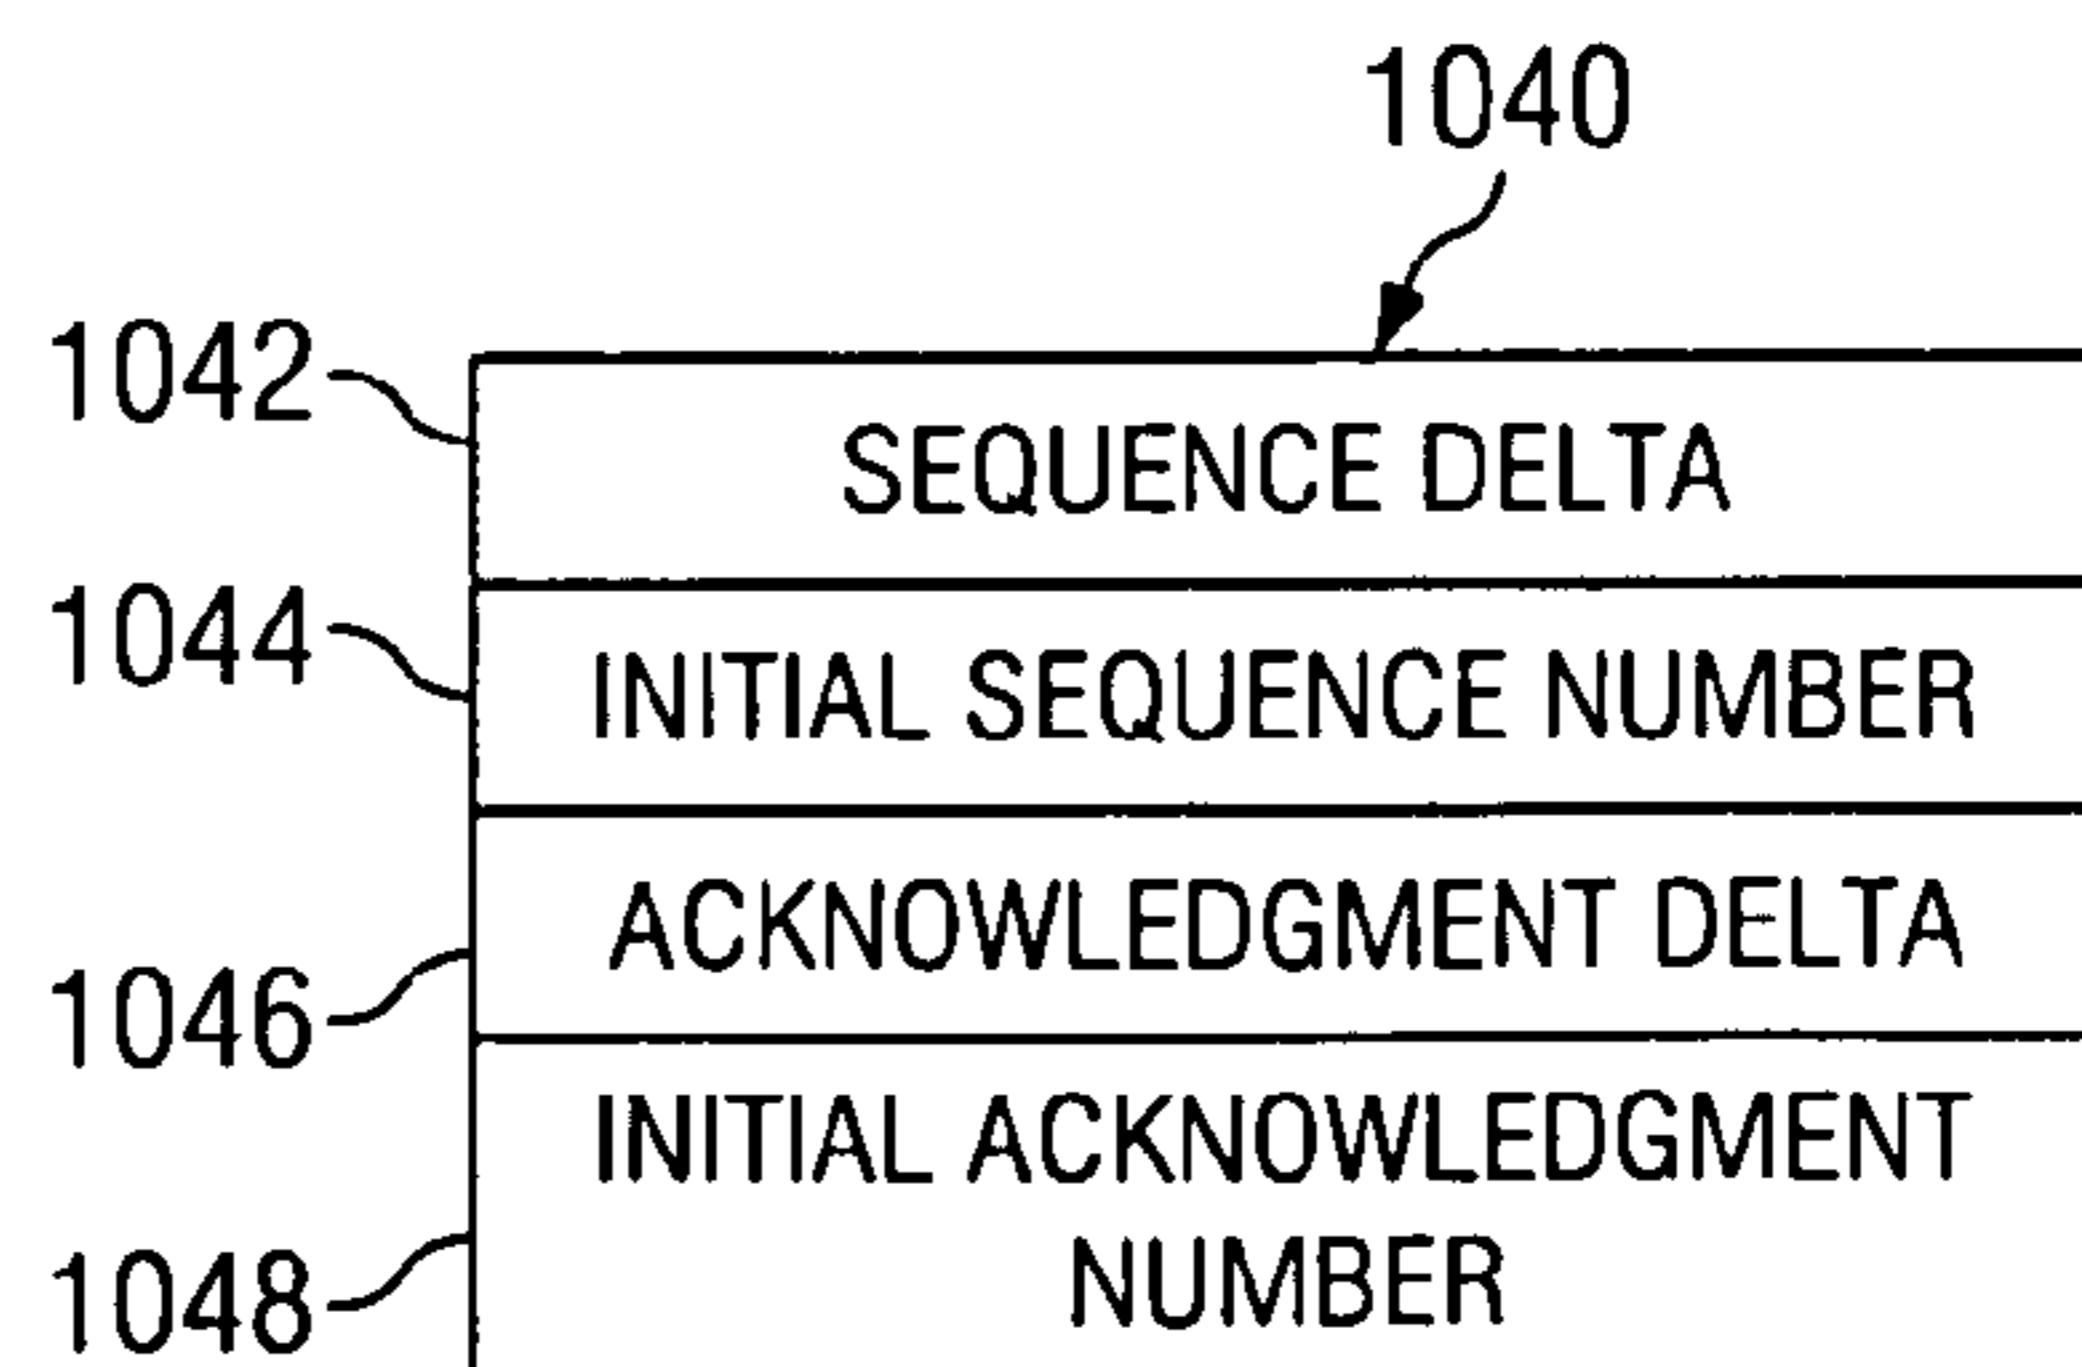 1040
1042
SEQUENCE DELTA
1044
INITIAL SEQUENCE NUMBER
ACKNOWLEDGMENT DELTA
1046
INITIAL ACKNOWLEDGMENT
NUMBER
1048